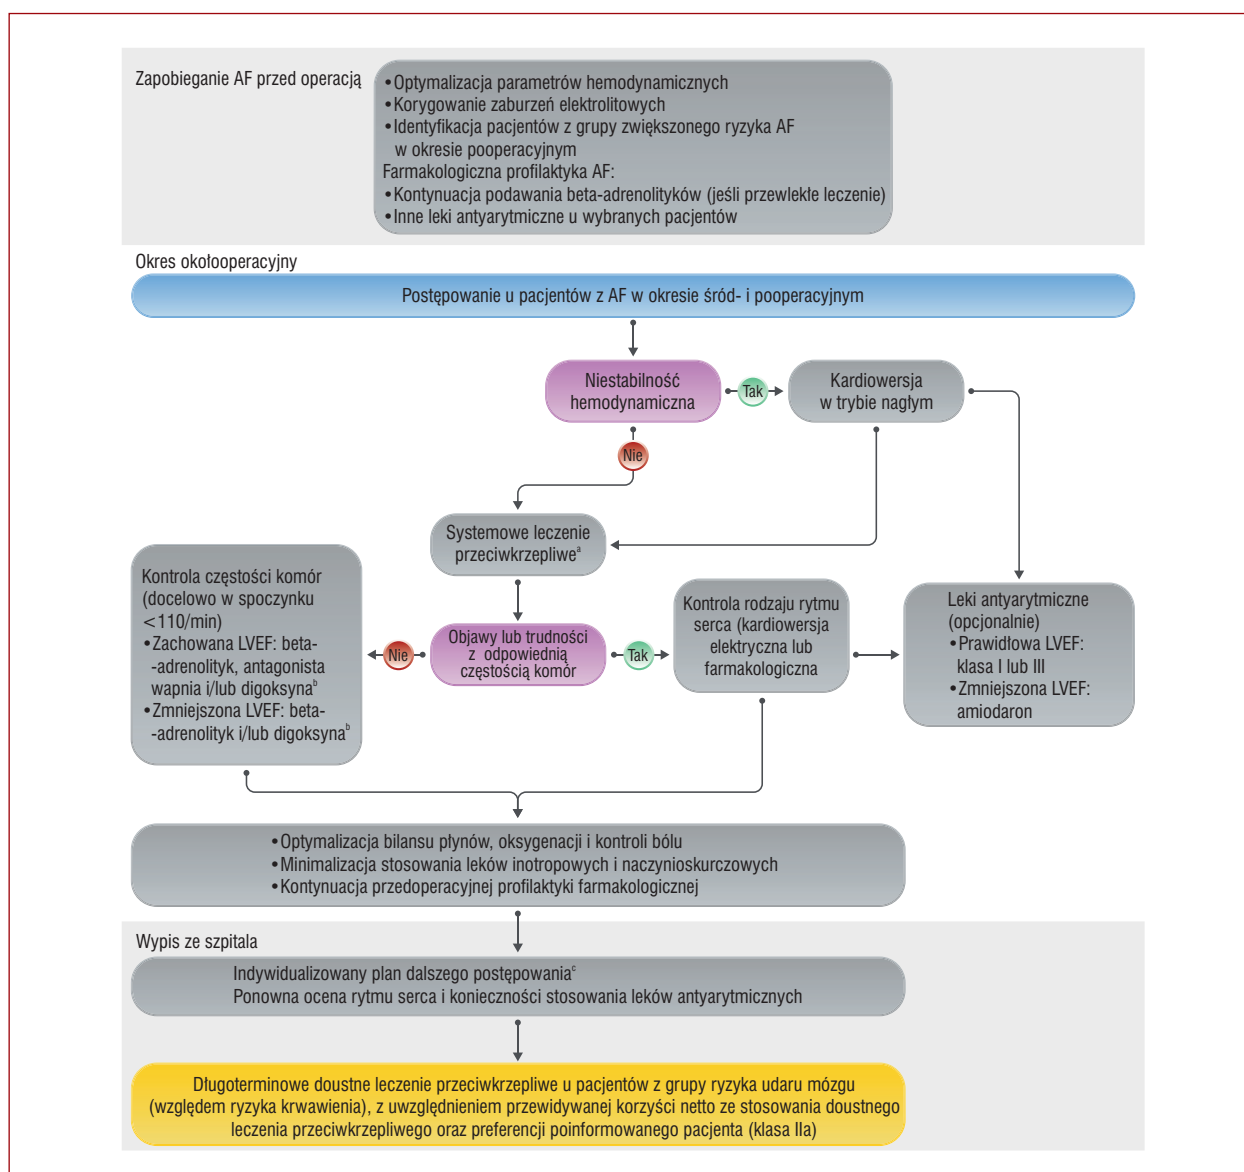 Zapobieganie AF przed operacją
•Optymalizacja parametrów hemodynamicznych
•Korygowanie zaburzeń elektrolitowych
•Identyfikacja pacjentów z grupy zwiększonego ryzyka AF
w okresie pooperacyjnym
Farmakologiczna profilaktyka AF:
•Kontynuacja podawania beta-adrenolityków (jeśli przewlekłe leczenie)
•Inne leki antyarytmiczne u wybranych pacjentów
Okres okołooperacyjny
Postępowanie u pacjentów z AF w okresie śród- i pooperacyjnym
Niestabilność
hemodynamiczna
Tak
Kardiowersja
w trybie nagłym
Nie
Systemowe leczenie
przeciwkrzepliweᵃ
Kontrola częstości komór
(docelowo w spoczynku
<110/min)
•Zachowana LVEF: beta-
-adrenolityk, antagonista
wapnia i/lub digoksynaᵇ
•Zmniejszona LVEF: beta-
-adrenolityk i/lub digoksynaᵇ
Nie
Objawy lub trudności
z odpowiednią
częstością komór
Tak
Kontrola rodzaju rytmu
serca (kardiowersja
elektryczna lub
farmakologiczna
Leki antyarytmiczne
(opcjonalnie)
•Prawidłowa LVEF:
klasa I lub III
•Zmniejszona LVEF:
amiodaron
•Optymalizacja bilansu płynów, oksygenacji i kontroli bólu
•Minimalizacja stosowania leków inotropowych i naczynioskurczowych
•Kontynuacja przedoperacyjnej profilaktyki farmakologicznej
Wypis ze szpitala
Indywidualizowany plan dalszego postępowaniaᶜ
Ponowna ocena rytmu serca i konieczności stosowania leków antyarytmicznych
Długoterminowe doustne leczenie przeciwkrzepliwe u pacjentów z grupy ryzyka udaru mózgu
(względem ryzyka krwawienia), z uwzględnieniem przewidywanej korzyści netto ze stosowania doustnego
leczenia przeciwkrzepliwego oraz preferencji poinformowanego pacjenta (klasa IIa)